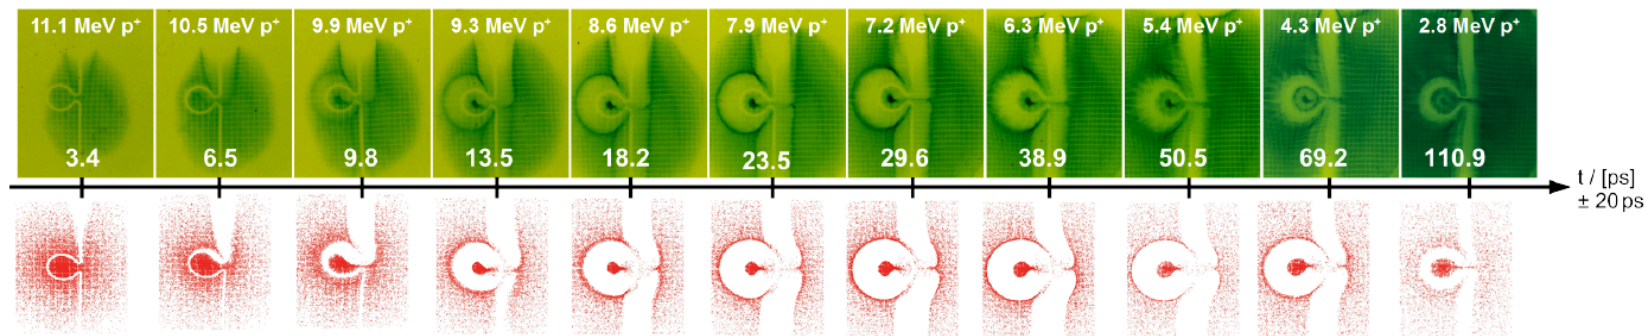 11.1 MeV p⁺ 10.5 MeV p⁺ 9.9 MeV p⁺ 9.3 MeV p⁺ 8.6 MeV p⁺ 7.9 MeV p⁺ 7.2 MeV p⁺ 6.3 MeV p⁺ 5.4 MeV p⁺ 4.3 MeV p⁺ 2.8 MeV p⁺
3.4 6.5 9.8 13.5 18.2 23.5 29.6 38.9 50.5 69.2 110.9
t / [ps]
± 20 ps